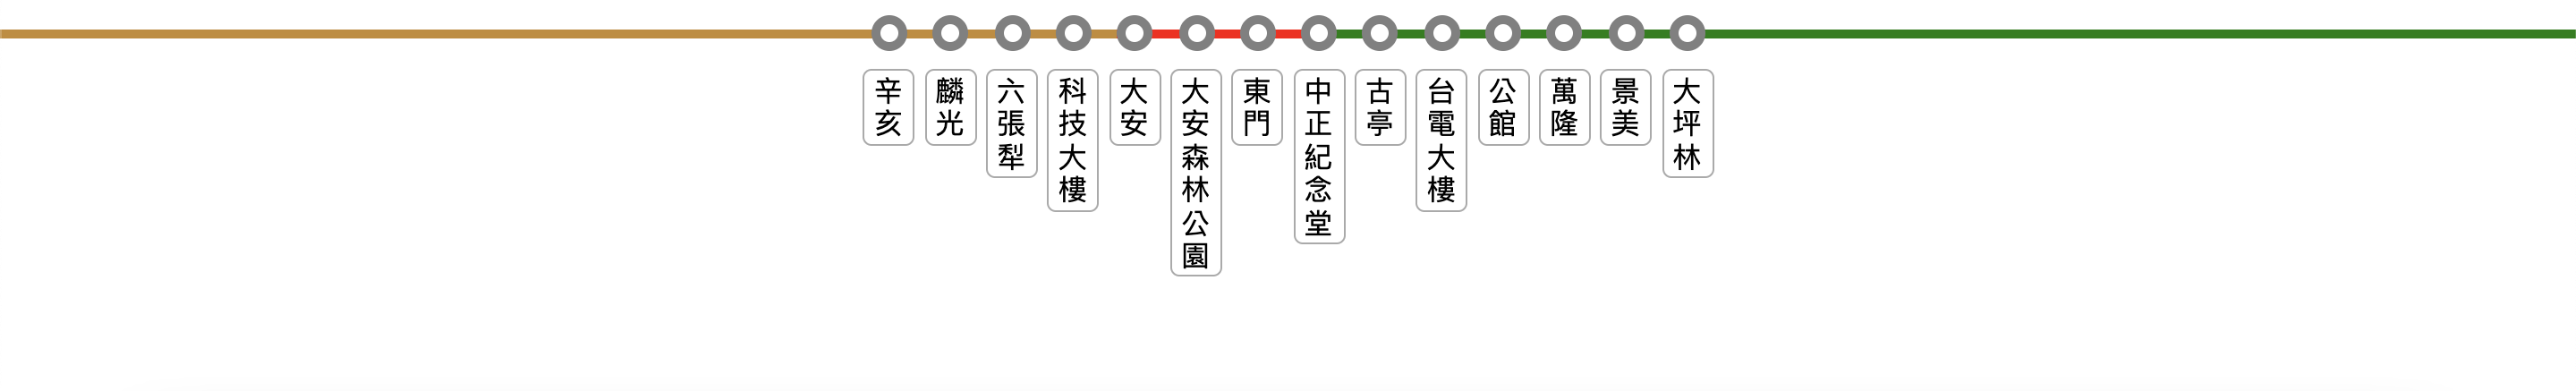 辛亥
麟光
六張犁
科技大樓
大安
大安森林公園
東門
中正紀念堂
古亭
台電大樓
公館
萬隆
景美
大坪林